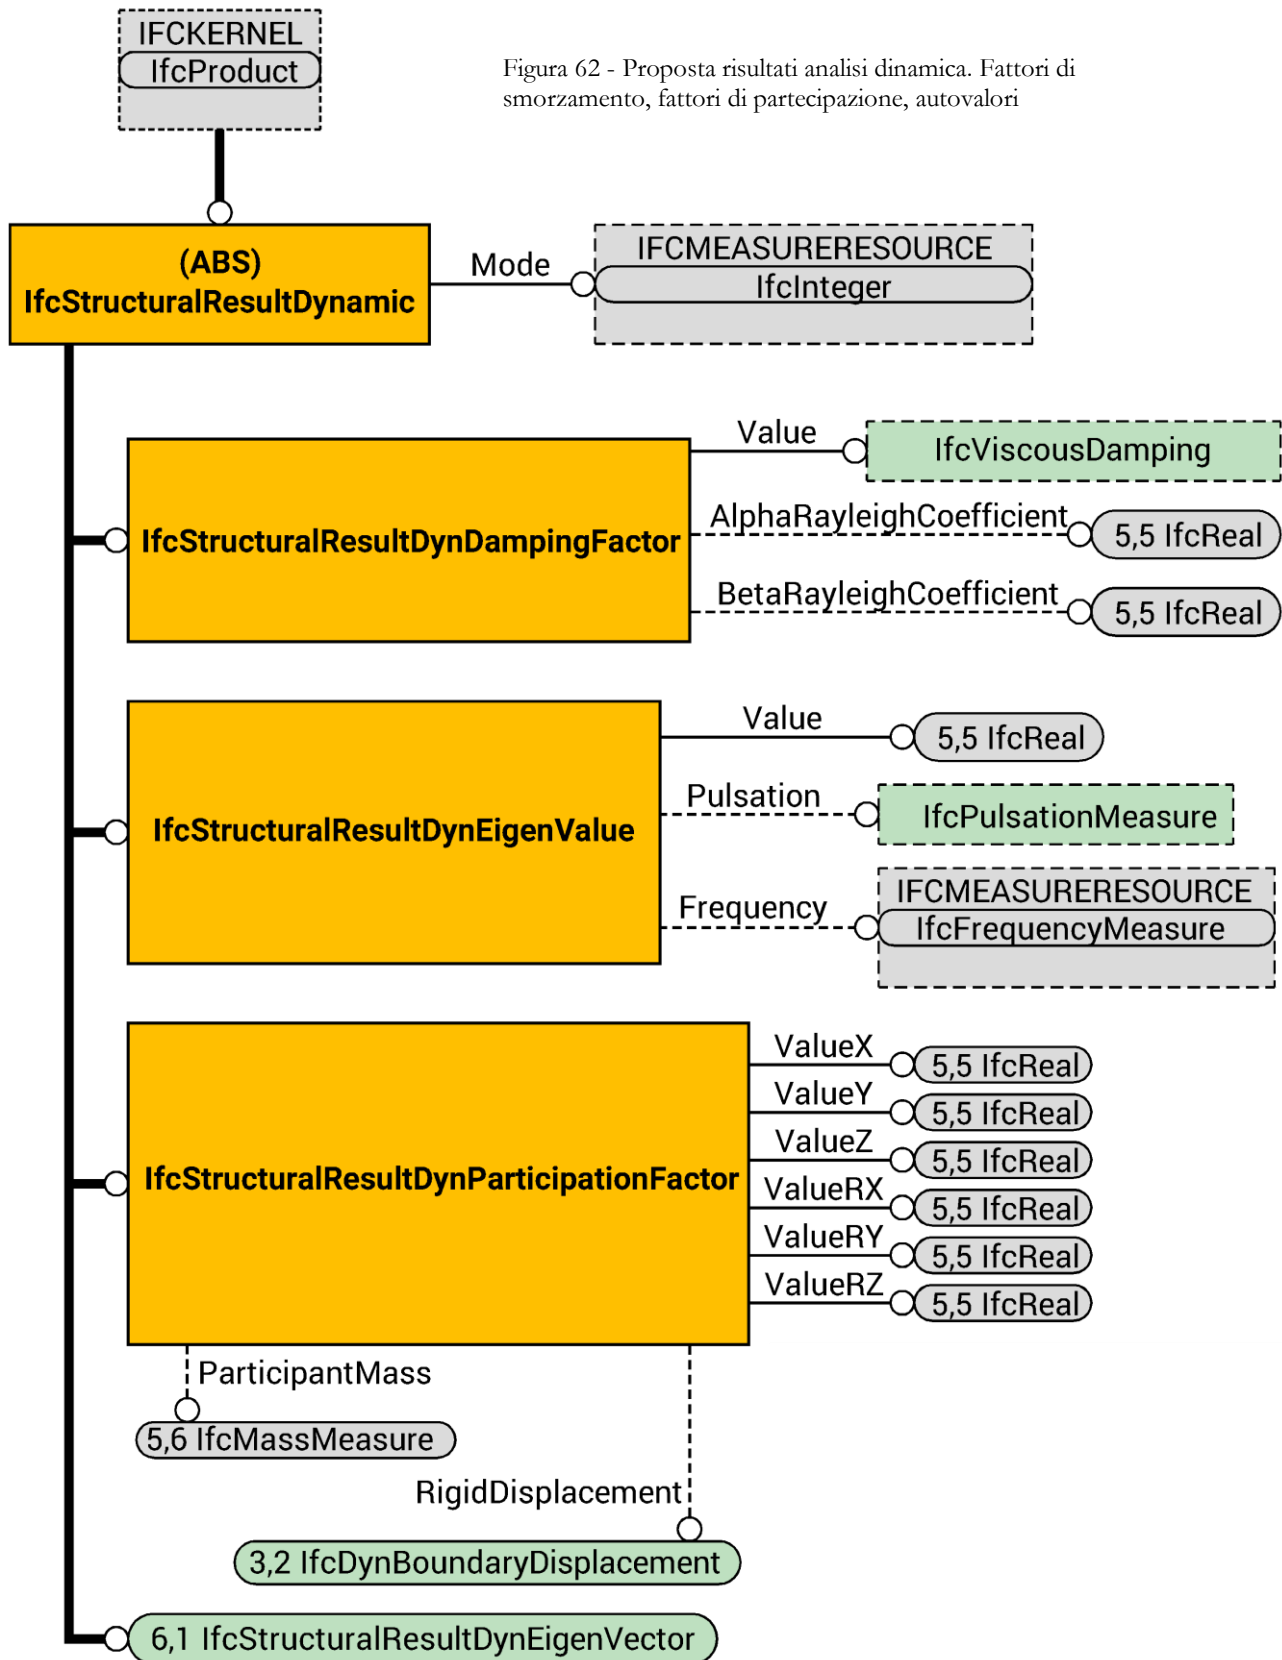 IFCKERNEL
IfcProduct
Figura 62 - Proposta risultati analisi dinamica. Fattori di
smorzamento, fattori di partecipazione, autovalori
(ABS)
IfcStructuralResultDynamic
Mode
IFCMEASURERESOURCE
IfcInteger
IfcStructuralResultDynDampingFactor
Value
IfcViscousDamping
AlphaRayleighCoefficient
5,5 IfcReal
BetaRayleighCoefficient
5,5 IfcReal
IfcStructuralResultDynEigenValue
Value
5,5 IfcReal
Pulsation
IfcPulsationMeasure
Frequency
IFCMEASURERESOURCE
IfcFrequencyMeasure
IfcStructuralResultDynParticipationFactor
ValueX
5,5 IfcReal
ValueY
5,5 IfcReal
ValueZ
5,5 IfcReal
ValueRX
5,5 IfcReal
ValueRY
5,5 IfcReal
ValueRZ
5,5 IfcReal
ParticipantMass
5,6 IfcMassMeasure
RigidDisplacement
3,2 IfcDynBoundaryDisplacement
6,1 IfcStructuralResultDynEigenVector